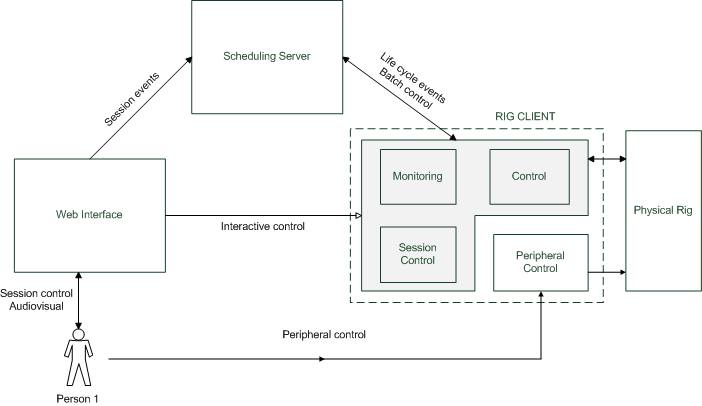 Scheduling Server
Session events
Life cycle events
Batch control
RIG CLIENT
Monitoring
Control
Web Interface
Physical Rig
Interactive control
Session
Control
Peripheral
Control
Session control
Audiovisual
Peripheral control
Person 1